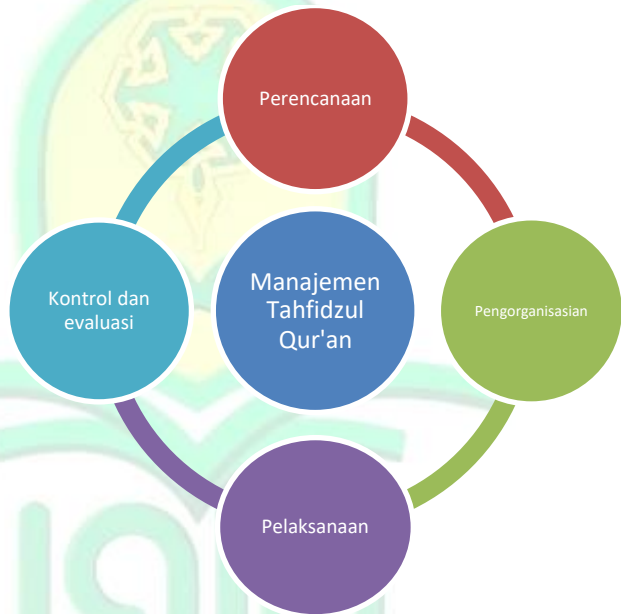 Perencanaan
Manajemen
Tahfidzul
Qur'an
Pengorganisasian
Kontrol dan
evaluasi
Pelaksanaan